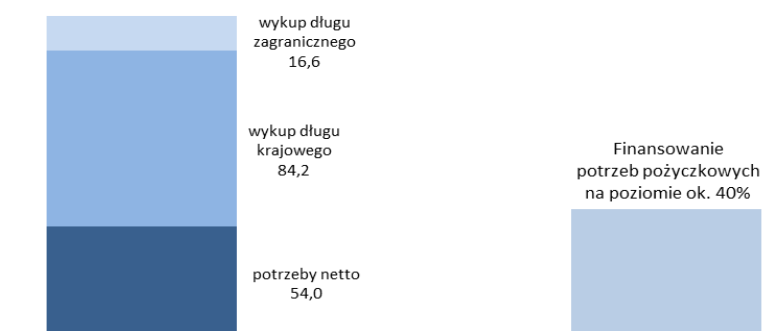 wykup długu
zagranicznego
16,6
wykup długu
krajowego
84,2
potrzeby netto
54,0
Finansowanie
potrzeb pożyczkowych
na poziomie ok. 40%